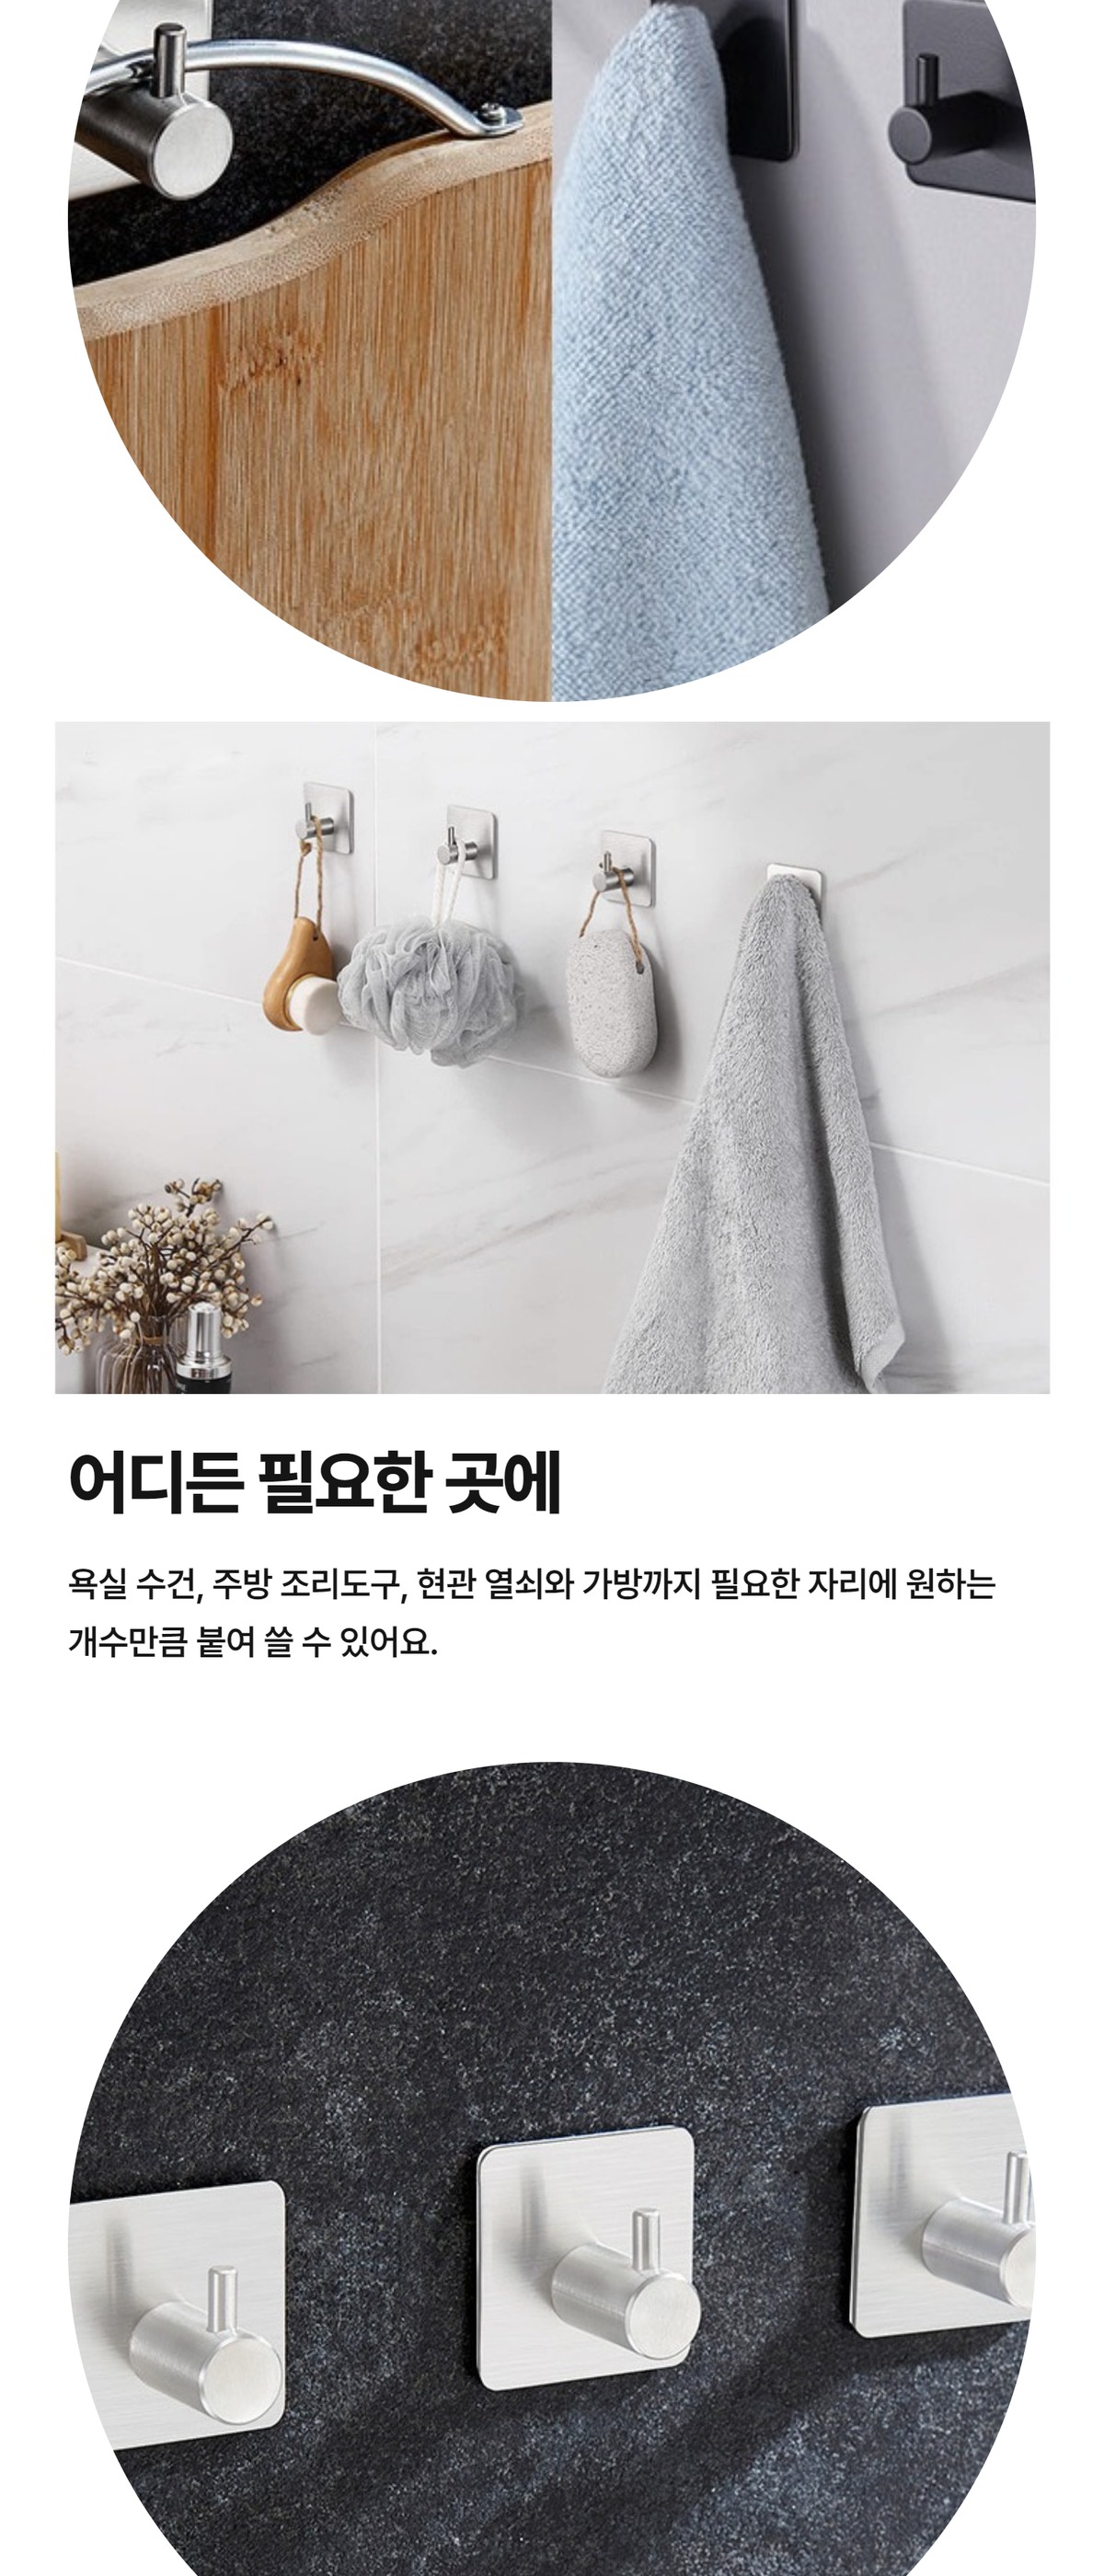 어디든 필요한 곳에
욕실 수건, 주방 조리도구, 현관 열쇠와 가방까지 필요한 자리에 원하는
개수만큼 붙여 쓸 수 있어요.